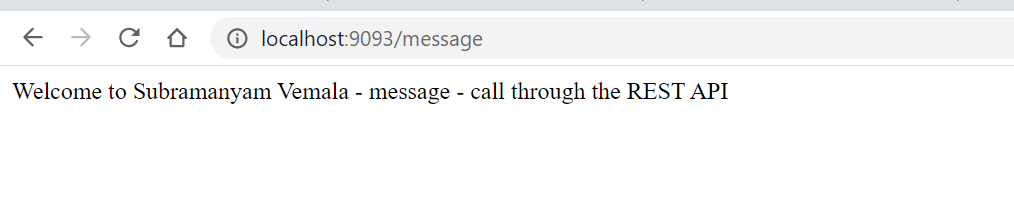 localhost:9093/message
Welcome to Subramanyam Vemala - message - call through the REST API